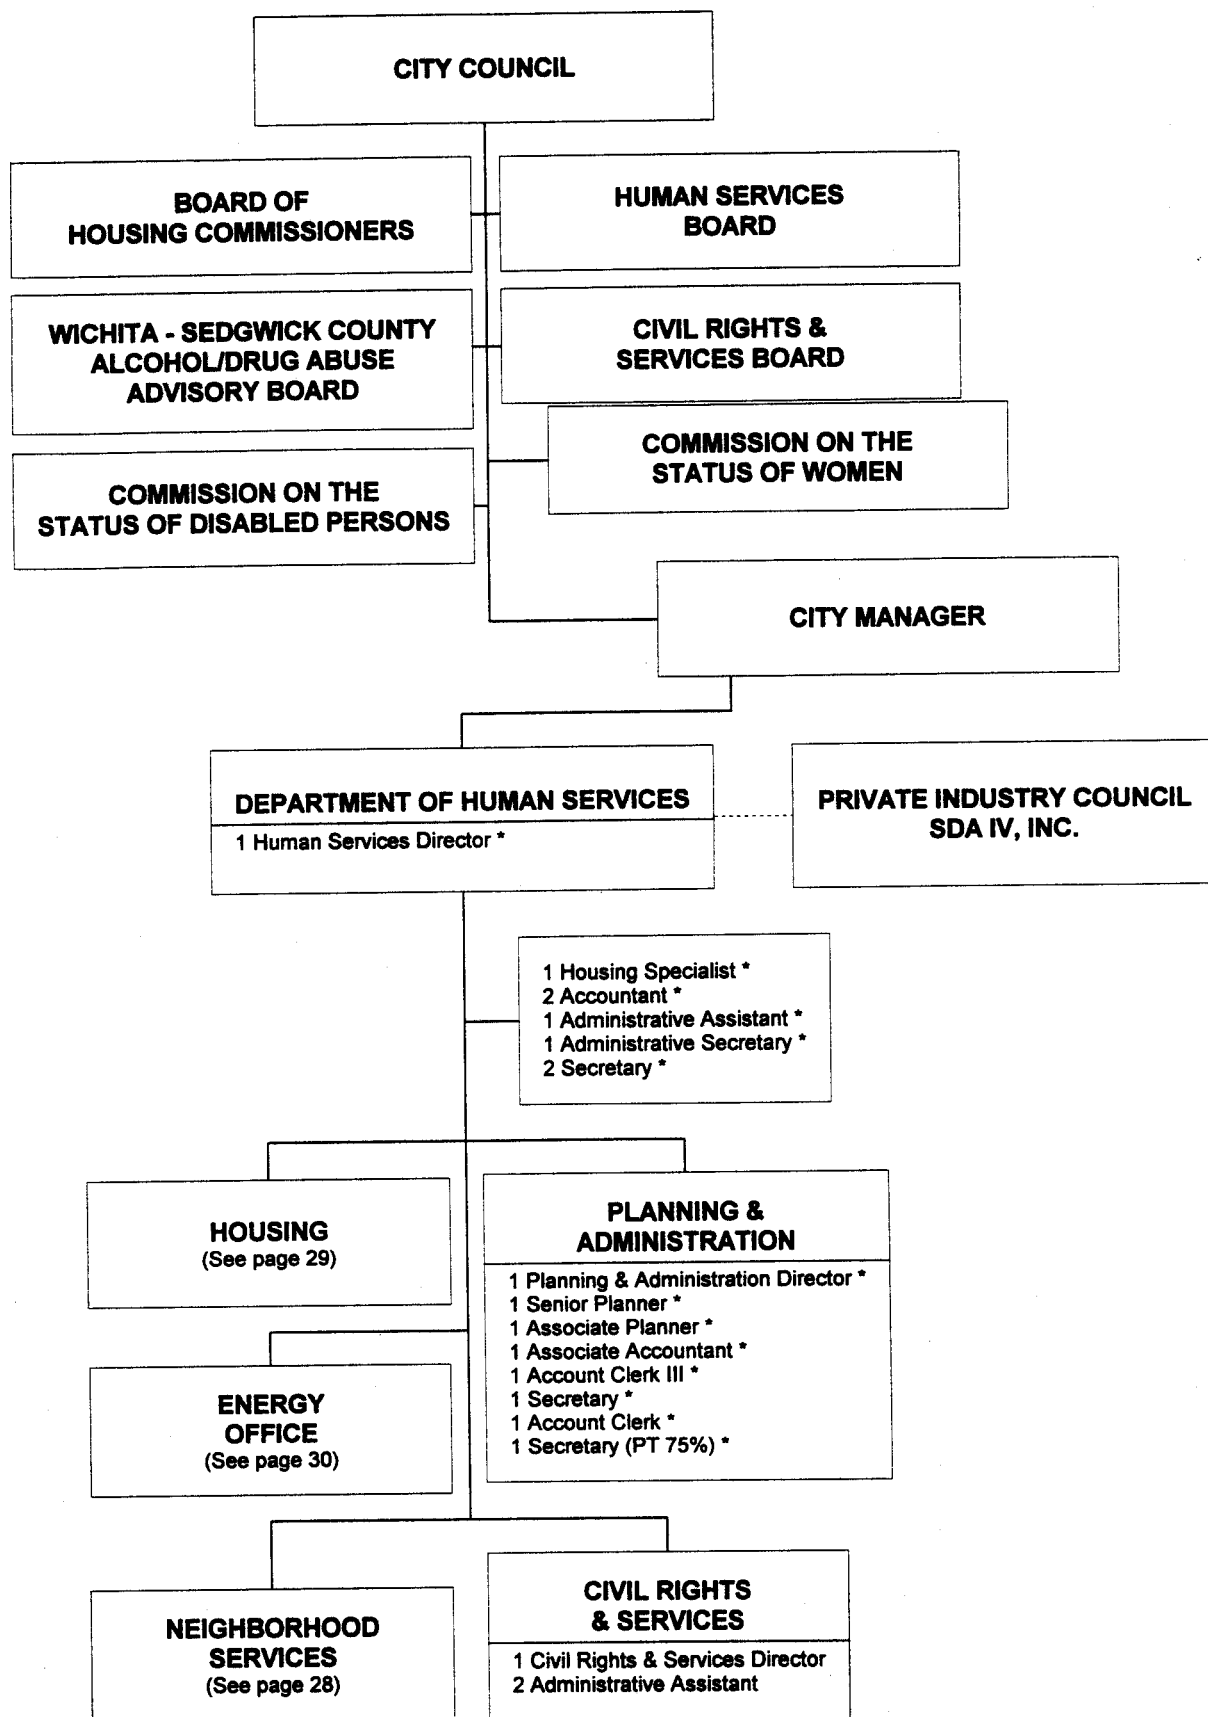 CITY COUNCIL
BOARD OF
HOUSING COMMISSIONERS
HUMAN SERVICES
BOARD
WICHITA - SEDGWICK COUNTY
ALCOHOL/DRUG ABUSE
ADVISORY BOARD
CIVIL RIGHTS &
SERVICES BOARD
COMMISSION ON THE
STATUS OF WOMEN
COMMISSION ON THE
STATUS OF DISABLED PERSONS
CITY MANAGER
DEPARTMENT OF HUMAN SERVICES
1 Human Services Director *
PRIVATE INDUSTRY COUNCIL
SDA IV, INC.
1 Housing Specialist *
2 Accountant *
1 Administrative Assistant *
1 Administrative Secretary *
2 Secretary *
HOUSING
(See page 29)
PLANNING &
ADMINISTRATION
1 Planning & Administration Director *
1 Senior Planner *
1 Associate Planner *
1 Associate Accountant *
1 Account Clerk III *
1 Secretary *
1 Account Clerk *
1 Secretary (PT 75%) *
ENERGY
OFFICE
(See page 30)
NEIGHBORHOOD
SERVICES
(See page 28)
CIVIL RIGHTS
& SERVICES
1 Civil Rights & Services Director
2 Administrative Assistant